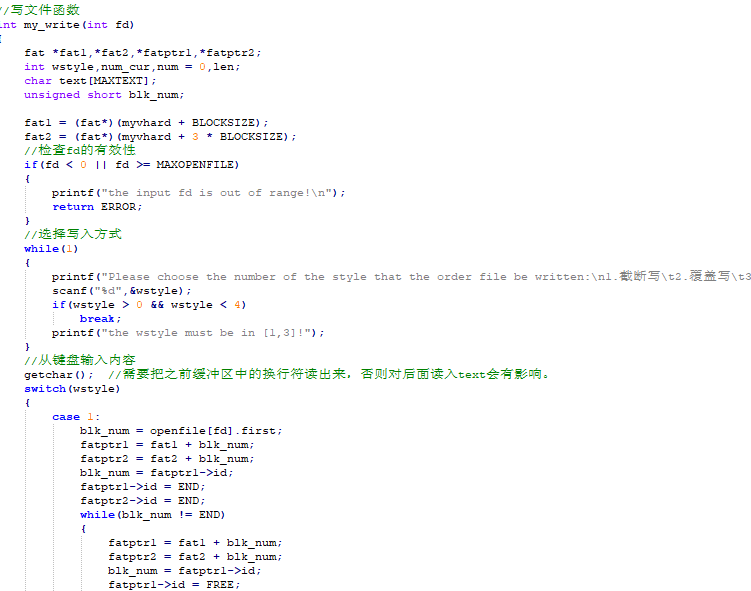 //写文件函数
int my_write(int fd)
{
    fat *fat1,*fat2,*fatptr1,*fatptr2;
    int wstyle,num_cur,num = 0,len;
    char text[MAXTEXT];
    unsigned short blk_num;

    fat1 = (fat*)(myvhard + BLOCKSIZE);
    fat2 = (fat*)(myvhard + 3 * BLOCKSIZE);
    //检查fd的有效性
    if(fd < 0 || fd >= MAXOPENFILE)
    {
        printf("the input fd is out of range!\n");
        return ERROR;
    }
    //选择写入方式
    while(1)
    {
        printf("Please choose the number of the style that the order file be written:\n1.截断写\t2.覆盖写\t3
        scanf("%d",&wstyle);
        if(wstyle > 0 && wstyle < 4)
            break;
        printf("the wstyle must be in [1,3]!");
    }
    //从键盘输入内容
    getchar();  //需要把之前缓冲区中的换行符读出来，否则对后面读入text会有影响。
    switch(wstyle)
    {
        case 1:
            blk_num = openfile[fd].first;
            fatptr1 = fat1 + blk_num;
            fatptr2 = fat2 + blk_num;
            blk_num = fatptr1->id;
            fatptr1->id = END;
            fatptr2->id = END;
            while(blk_num != END)
            {
                fatptr1 = fat1 + blk_num;
                fatptr2 = fat2 + blk_num;
                blk_num = fatptr1->id;
                fatptr1->id = FREE;